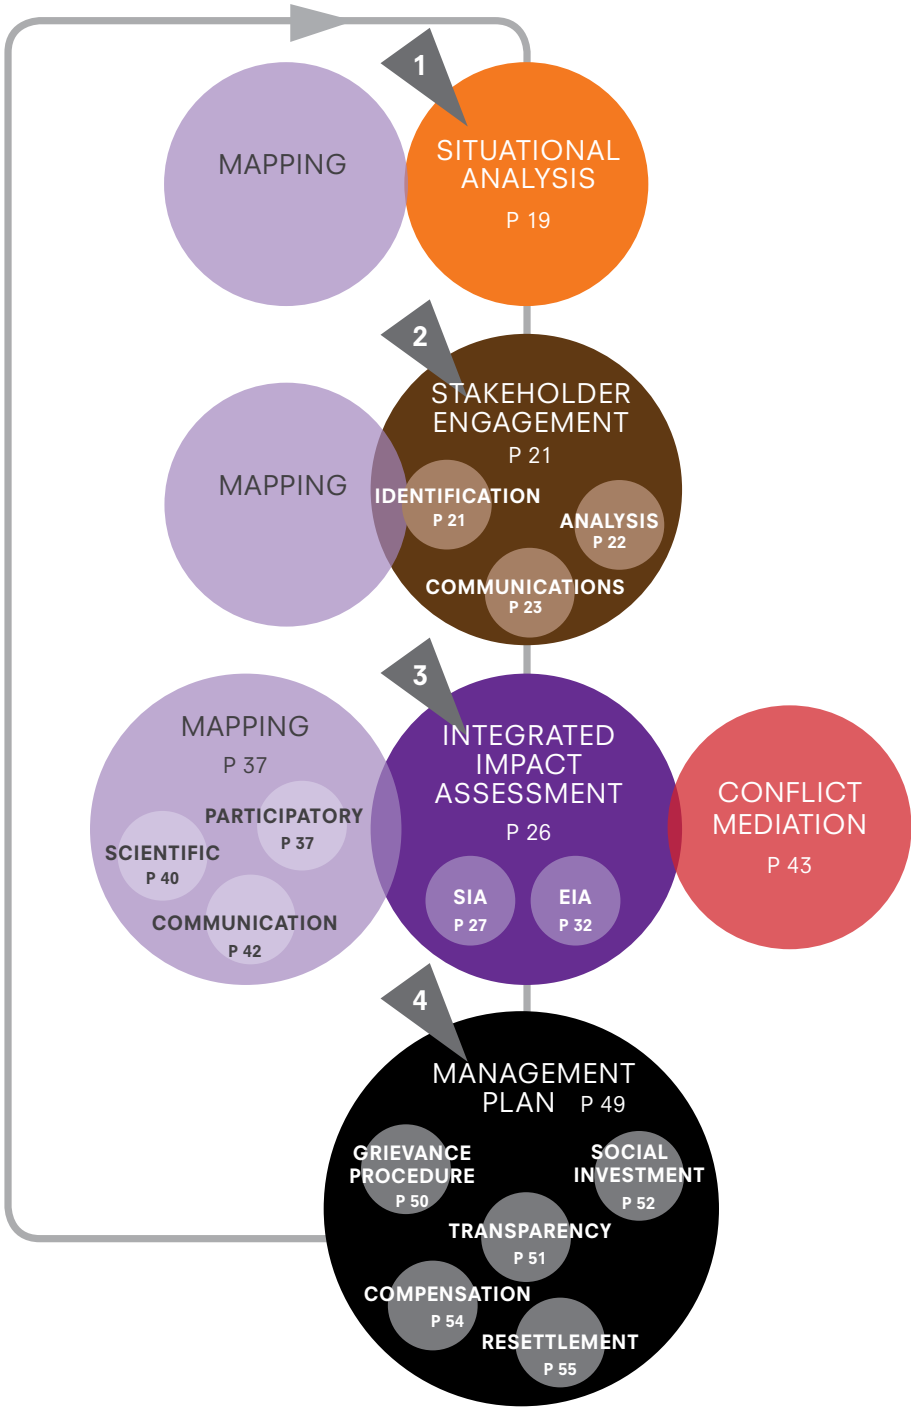 1
MAPPING
SITUATIONAL
ANALYSIS
P 19
2
STAKEHOLDER
ENGAGEMENT
P 21
MAPPING
IDENTIFICATION
P 21
ANALYSIS
P 22
COMMUNICATIONS
P 23
3
MAPPING
P 37
PARTICIPATORY
P 37
SCIENTIFIC
P 40
COMMUNICATION
P 42
INTEGRATED
IMPACT
ASSESSMENT
P 26
SIA
P 27
EIA
P 32
CONFLICT
MEDIATION
P 43
4
MANAGEMENT
PLAN P 49
GRIEVANCE
PROCEDURE
P 50
SOCIAL
INVESTMENT
P 52
TRANSPARENCY
P 51
COMPENSATION
P 54
RESETTLEMENT
P 55